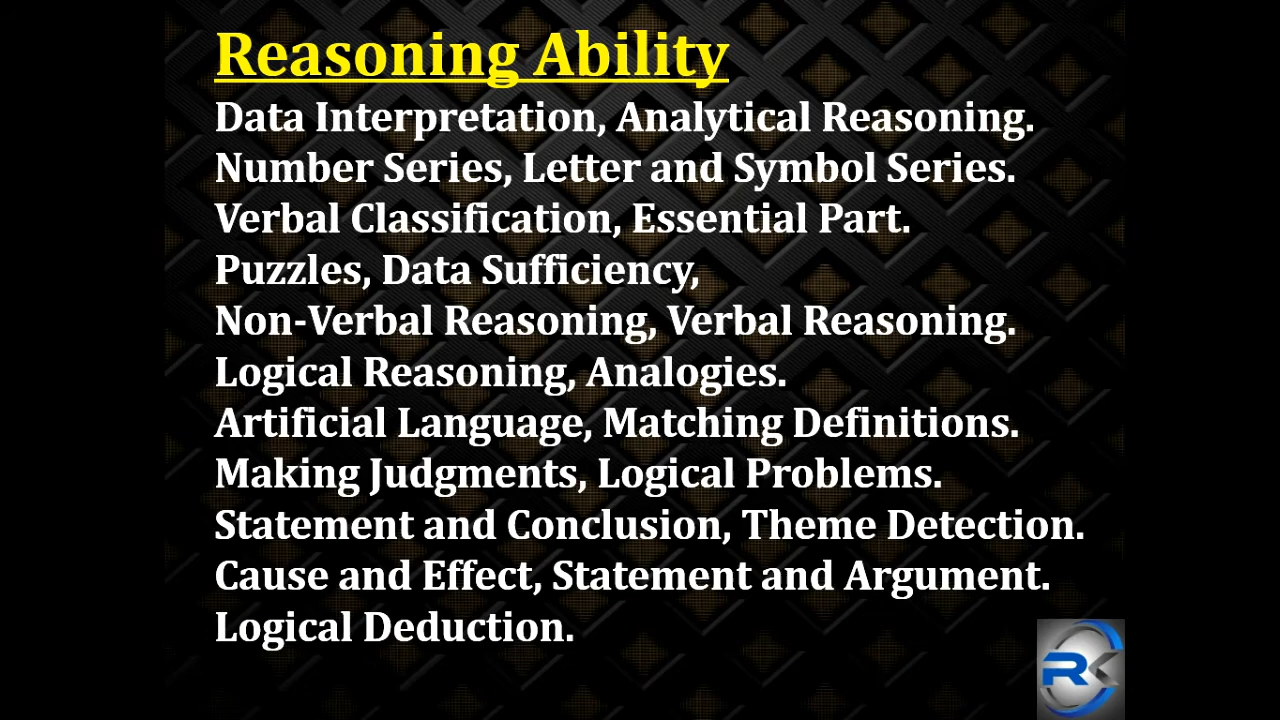 Reasoning Ability
Data Interpretation, Analytical Reasoning.
Number Series, Letter and Symbol Series.
Verbal Classification, Essential Part.
Puzzles, Data Sufficiency,
Non-Verbal Reasoning, Verbal Reasoning.
Logical Reasoning, Analogies.
Artificial Language, Matching Definitions.
Making Judgments, Logical Problems.
Statement and Conclusion, Theme Detection.
Cause and Effect, Statement and Argument.
Logical Deduction.
RK